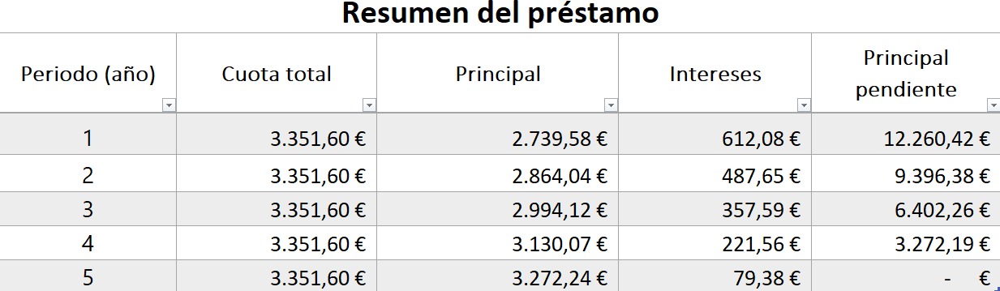 Resumen del préstamo
Periodo (año) Cuota total Principal Intereses Principal pendiente
1 3.351,60 € 2.739,58 € 612,08 € 12.260,42 €
2 3.351,60 € 2.864,04 € 487,65 € 9.396,38 €
3 3.351,60 € 2.994,12 € 357,59 € 6.402,26 €
4 3.351,60 € 3.130,07 € 221,56 € 3.272,19 €
5 3.351,60 € 3.272,24 € 79,38 € - €